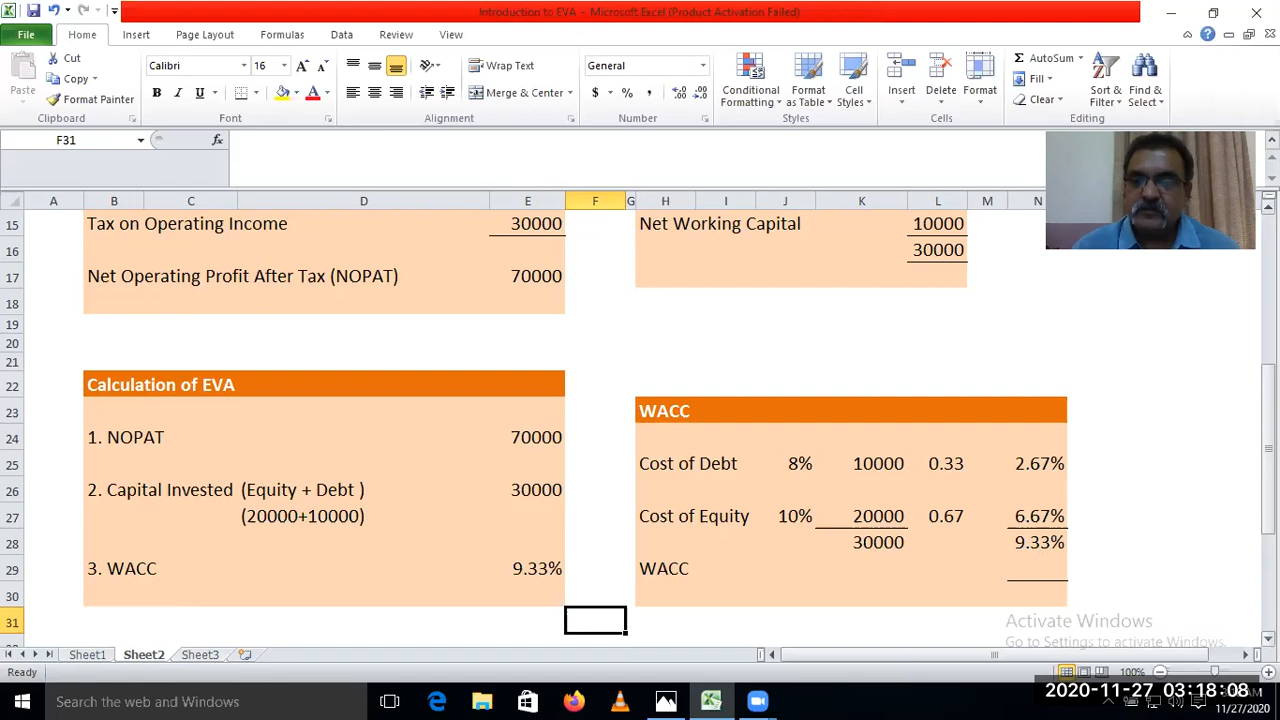 Introduction to EVA - Microsoft Excel (Product Activation Failed)
File Home Insert Page Layout Formulas Data Review View
Paste Cut Copy Format Painter Clipboard
Calibri 16 A A B I U A Font
Wrap Text Merge & Center Alignment
General $ % , Number
Conditional Formatting Format as Table Cell Styles Styles
Insert Delete Format Cells
Σ AutoSum Fill Clear Sort & Filter Find & Select Editing
F31 fx
A B C D E F G H I J K L M N
15 Tax on Operating Income 30000 Net Working Capital 10000
16 30000
17 Net Operating Profit After Tax (NOPAT) 70000
18
19
20
21
22 Calculation of EVA
23 WACC
24 1. NOPAT 70000
25 Cost of Debt 8% 10000 0.33 2.67%
26 2. Capital Invested (Equity + Debt ) 30000
27 (20000+10000) Cost of Equity 10% 20000 0.67 6.67%
28 30000 9.33%
29 3. WACC 9.33% WACC
30
31
Activate Windows
Go to Settings to activate Windows.
Sheet1 Sheet2 Sheet3
Ready 100%
Search the web and Windows
2020-11-27 03:18:08
11/27/2020